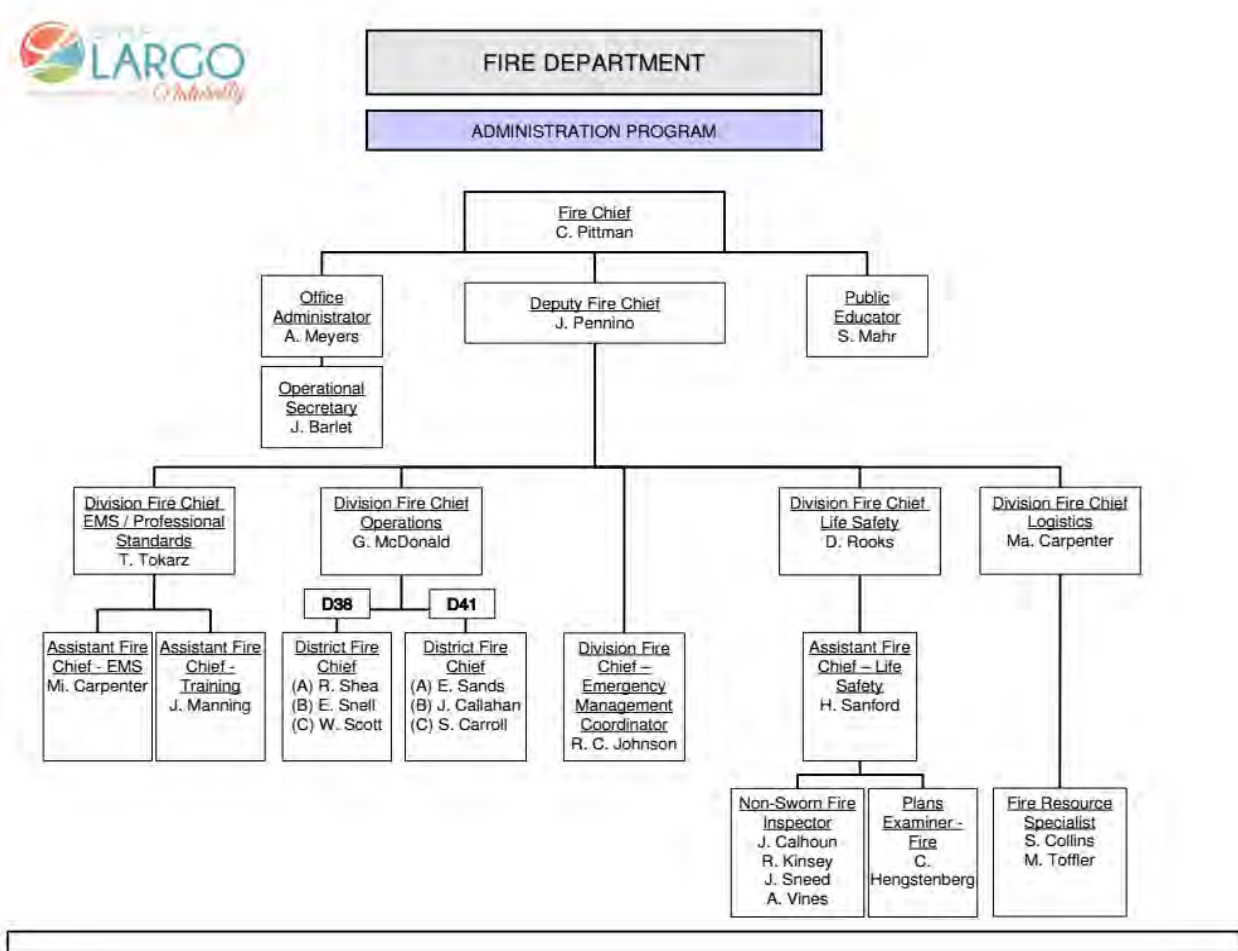 LARGO
Naturally
FIRE DEPARTMENT
ADMINISTRATION PROGRAM
Fire Chief
C. Pittman
Office
Administrator
A. Meyers
Deputy Fire Chief
J. Pennino
Public
Educator
S. Mahr
Operational
Secretary
J. Barlet
Division Fire Chief
EMS / Professional
Standards
T. Tokarz
Division Fire Chief
Operations
G. McDonald
Division Fire Chief
Life Safety
D. Rooks
Division Fire Chief
Logistics
Ma. Carpenter
D38
D41
Assistant Fire
Chief - EMS
Mi. Carpenter
Assistant Fire
Chief -
Training
J. Manning
District Fire
Chief
(A) R. Shea
(B) E. Snell
(C) W. Scott
District Fire
Chief
(A) E. Sands
(B) J. Callahan
(C) S. Carroll
Division Fire
Chief –
Emergency
Management
Coordinator
R. C. Johnson
Assistant Fire
Chief – Life
Safety
H. Sanford
Non-Sworn Fire
Inspector
J. Calhoun
R. Kinsey
J. Sneed
A. Vines
Plans
Examiner -
Fire
C.
Hengstenberg
Fire Resource
Specialist
S. Collins
M. Toffler